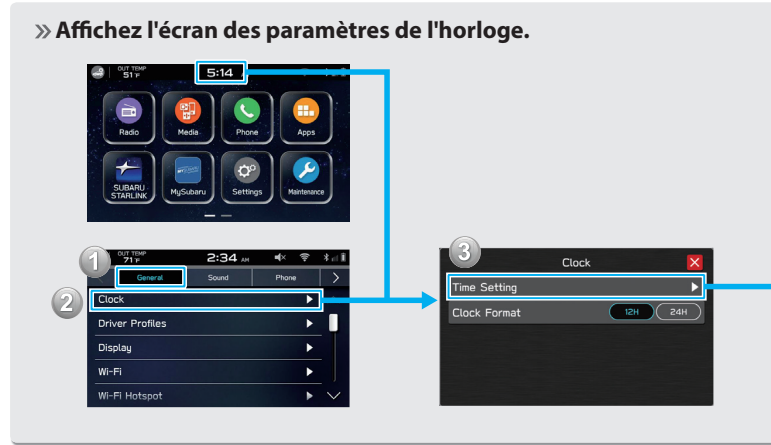 » Affichez l'écran des paramètres de l'horloge.
OUT TEMP
51°F
5:14
Radio
Media
Phone
Apps
SUBARU
STARLINK
MySubaru
Settings
Maintenance
1
OUT TEMP
71°F
2:34 AM
General
Sound
Phone
2
Clock
Driver Profiles
Display
Wi-Fi
Wi-Fi Hotspot
3
Clock
Time Setting
Clock Format
12H
24H